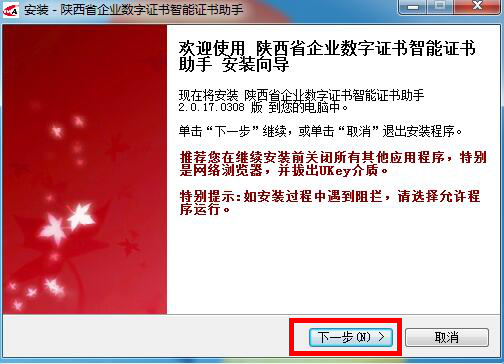 安装 - 陕西省企业数字证书智能证书助手
欢迎使用 陕西省企业数字证书智能证书
助手 安装向导
现在将安装 陕西省企业数字证书智能证书助手
2.0.17.0308 版 到您的电脑中。
单击“下一步”继续，或单击“取消”退出安装程序。
推荐您在继续安装前关闭所有其他应用程序，特别
是网络浏览器，并拔出UKey介质。
特别提示:如安装过程中遇到阻拦，请选择允许程
序运行。
下一步(N) >
取消